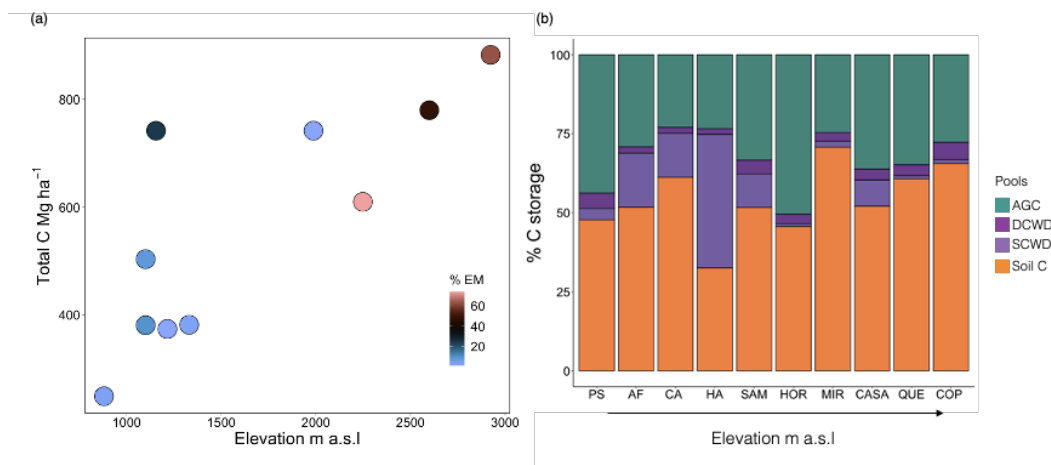 (a)
800
600
400
Total C Mg ha⁻¹
1000 1500 2000 2500 3000
Elevation m a.s.l
% EM
60
40
20
(b)
100
75
50
25
0
% C storage
PS AF CA HA SAM HOR MIR CASA QUE COP
Elevation m a.s.l
Pools
AGC
DCWD
SCWD
Soil C